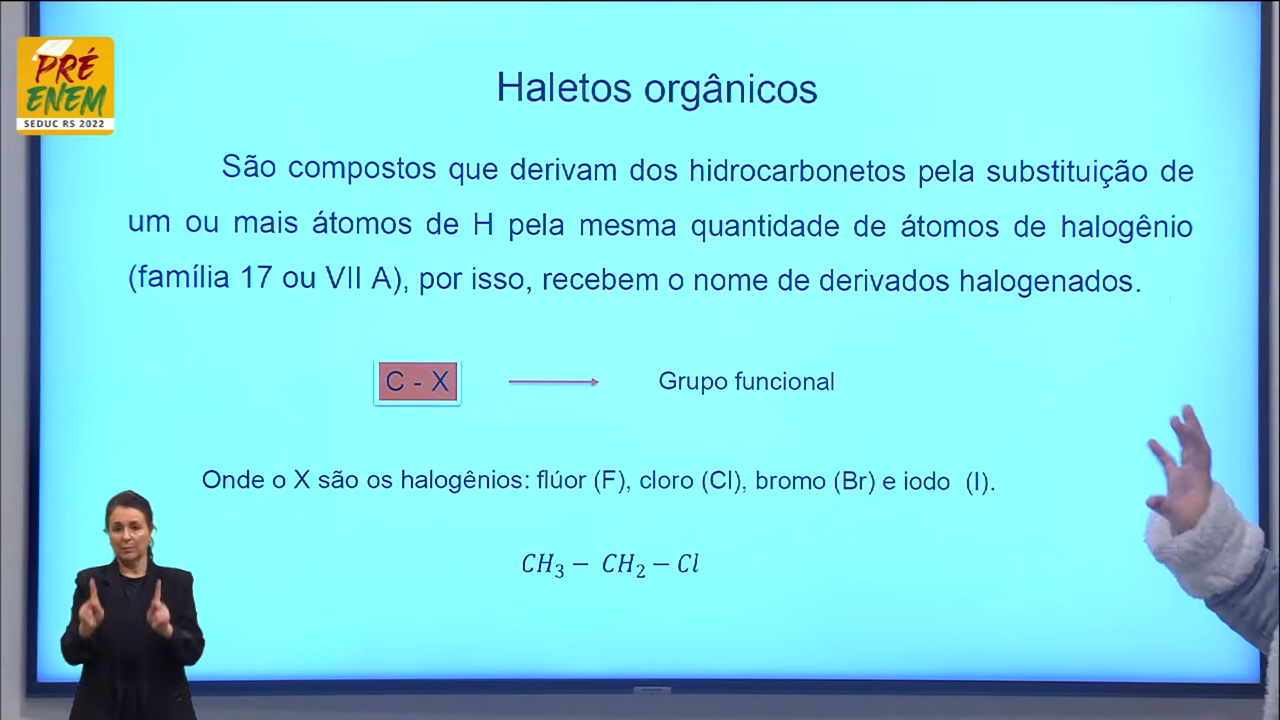 PRÉ
ENEM
SEDUC RS 2022
Haletos orgânicos
São compostos que derivam dos hidrocarbonetos pela substituição de
um ou mais átomos de H pela mesma quantidade de átomos de halogênio
(família 17 ou VII A), por isso, recebem o nome de derivados halogenados.
C - X Grupo funcional
Onde o X são os halogênios: flúor (F), cloro (Cl), bromo (Br) e iodo (I).
CH₃ – CH₂ – Cl